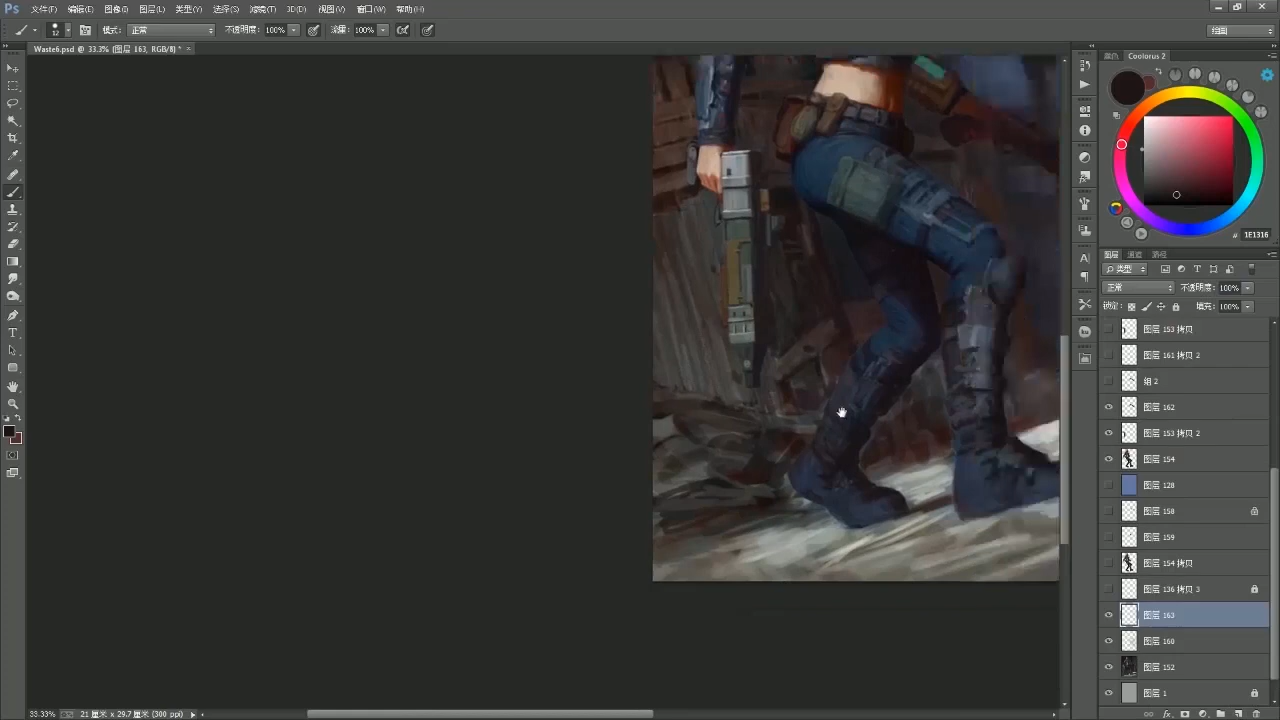 Ps 文件(F) 编辑(E) 图像(I) 图层(L) 类型(Y) 选择(S) 滤镜(T) 3D(D) 视图(V) 窗口(W) 帮助(H)
12 模式: 正常 不透明度: 100% 流量: 100% 绘画
Waste6.psd @ 33.3% (图层 163, RGB/8) * ×
颜色 Coolorus 2
# 1E1316
图层 通道 路径
类型
正常 不透明度: 100%
锁定: 填充: 100%
图层 153 拷贝
图层 161 拷贝 2
组 2
图层 162
图层 153 拷贝 2
图层 154
图层 128
图层 158
图层 159
图层 154 拷贝
图层 136 拷贝 3
图层 163
图层 160
图层 152
图层 1
33.33% 21 厘米 x 29.7 厘米 (300 ppi)